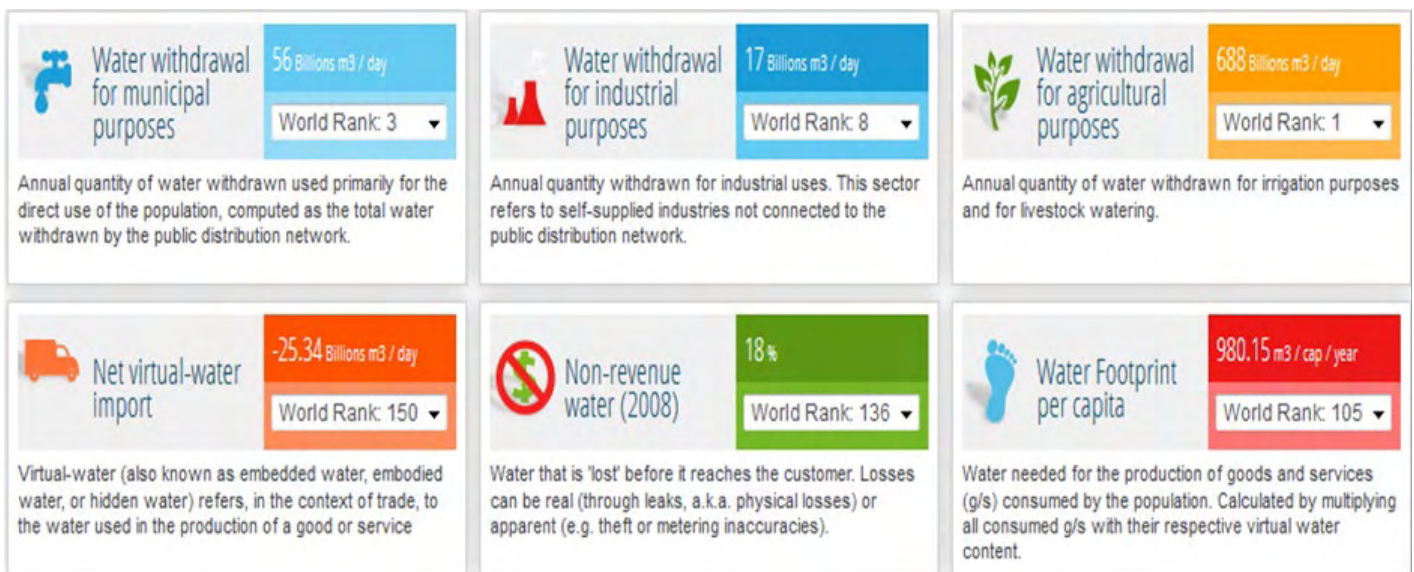 Water withdrawal
for municipal
purposes
56 Billions m3 / day
World Rank: 3
Annual quantity of water withdrawn used primarily for the
direct use of the population, computed as the total water
withdrawn by the public distribution network.
Water withdrawal
for industrial
purposes
17 Billions m3 / day
World Rank: 8
Annual quantity withdrawn for industrial uses. This sector
refers to self-supplied industries not connected to the
public distribution network.
Water withdrawal
for agricultural
purposes
688 Billions m3 / day
World Rank: 1
Annual quantity of water withdrawn for irrigation purposes
and for livestock watering.
Net virtual-water
import
-25.34 Billions m3 / day
World Rank: 150
Virtual-water (also known as embedded water, embodied
water, or hidden water) refers, in the context of trade, to
the water used in the production of a good or service
Non-revenue
water (2008)
18 %
World Rank: 136
Water that is 'lost' before it reaches the customer. Losses
can be real (through leaks, a.k.a. physical losses) or
apparent (e.g. theft or metering inaccuracies).
Water Footprint
per capita
980.15 m3 / cap / year
World Rank: 105
Water needed for the production of goods and services
(g/s) consumed by the population. Calculated by multiplying
all consumed g/s with their respective virtual water
content.